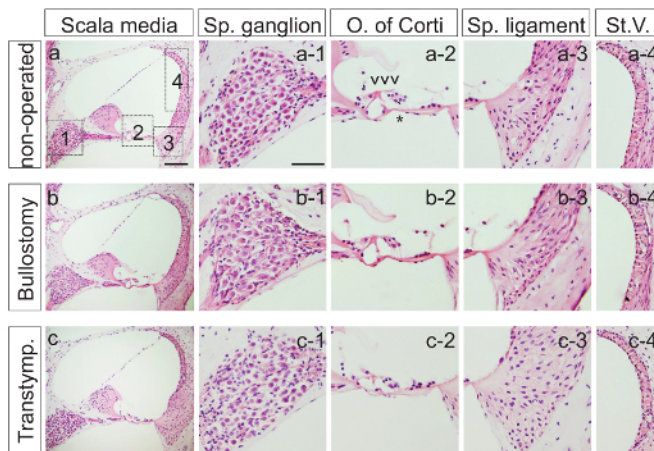 Scala media Sp. ganglion O. of Corti Sp. ligament St.V.
non-operated
a a-1 a-2 a-3 a-4
4
vvv
1 2 3
*
Bullostomy
b b-1 b-2 b-3 b-4
Transtymp.
c c-1 c-2 c-3 c-4